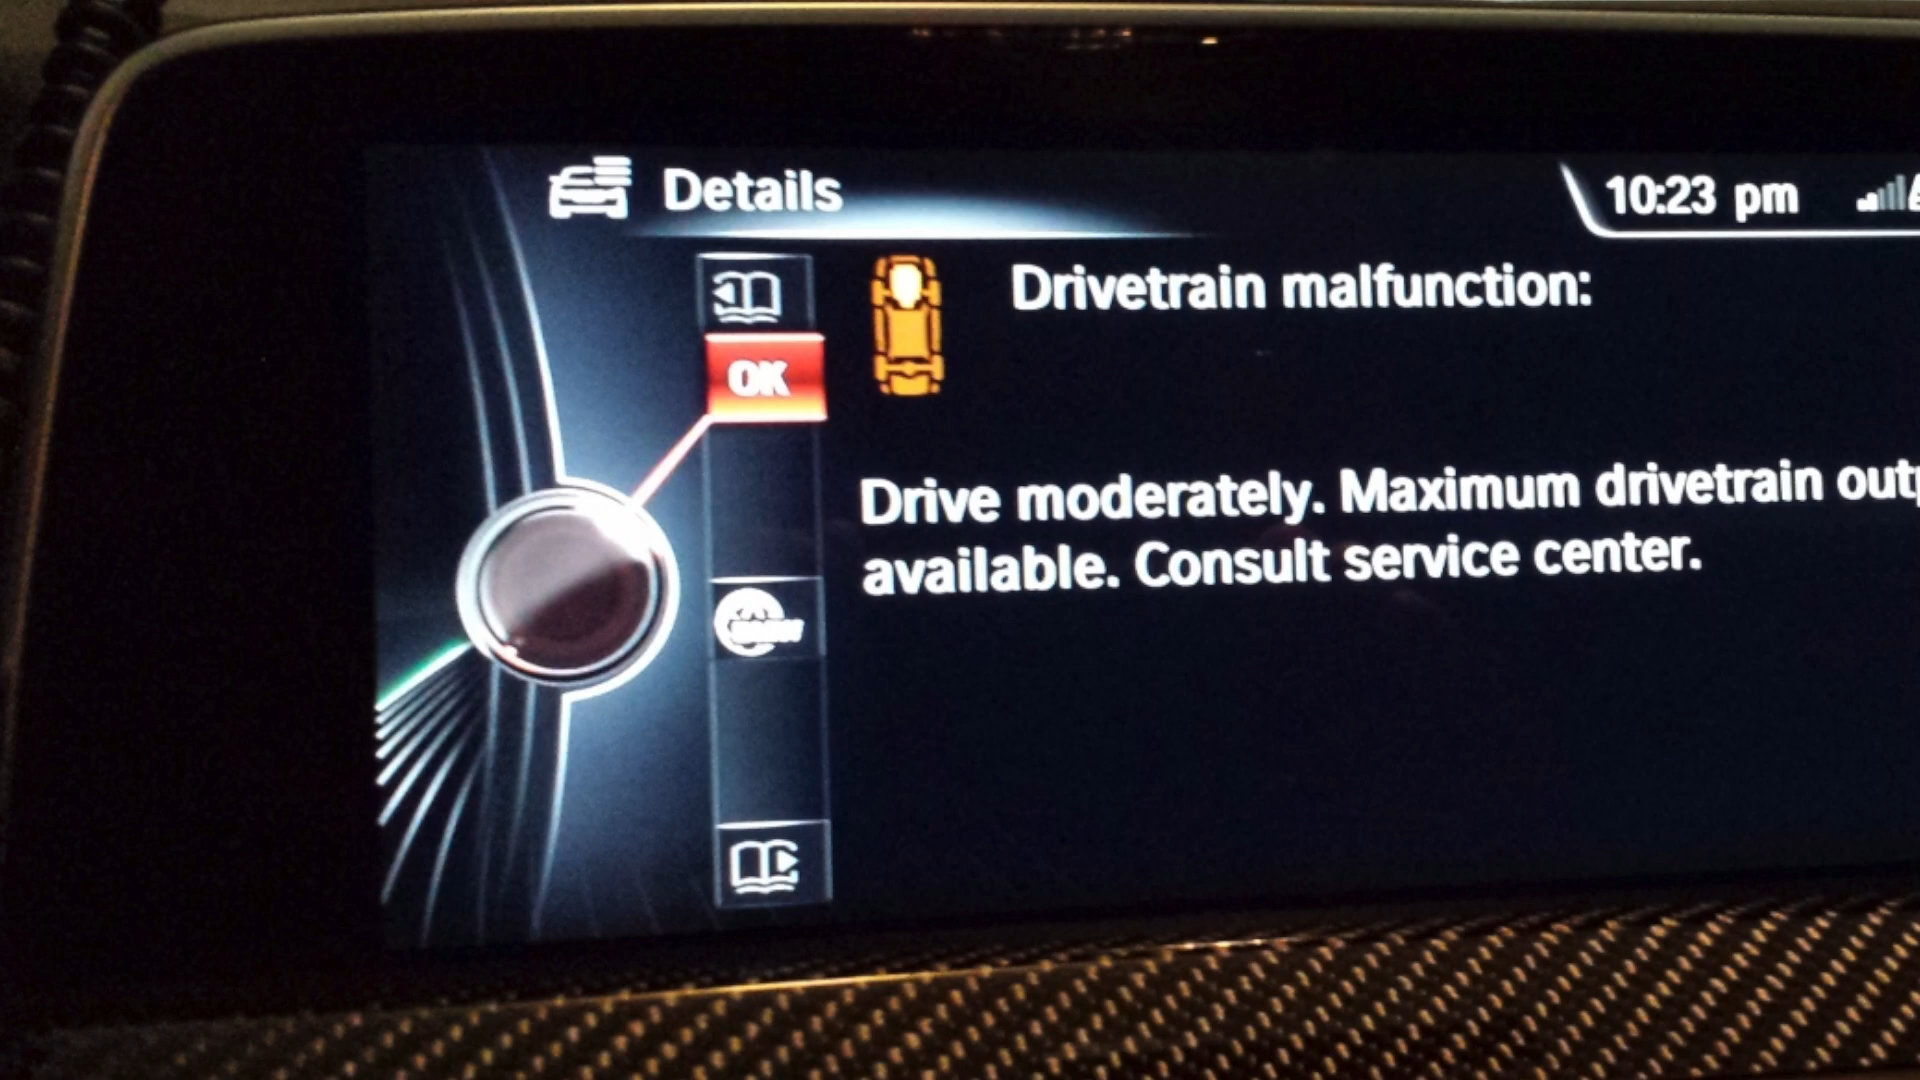 Details
10:23 pm
Drivetrain malfunction:
OK
Drive moderately. Maximum drivetrain
available. Consult service center.